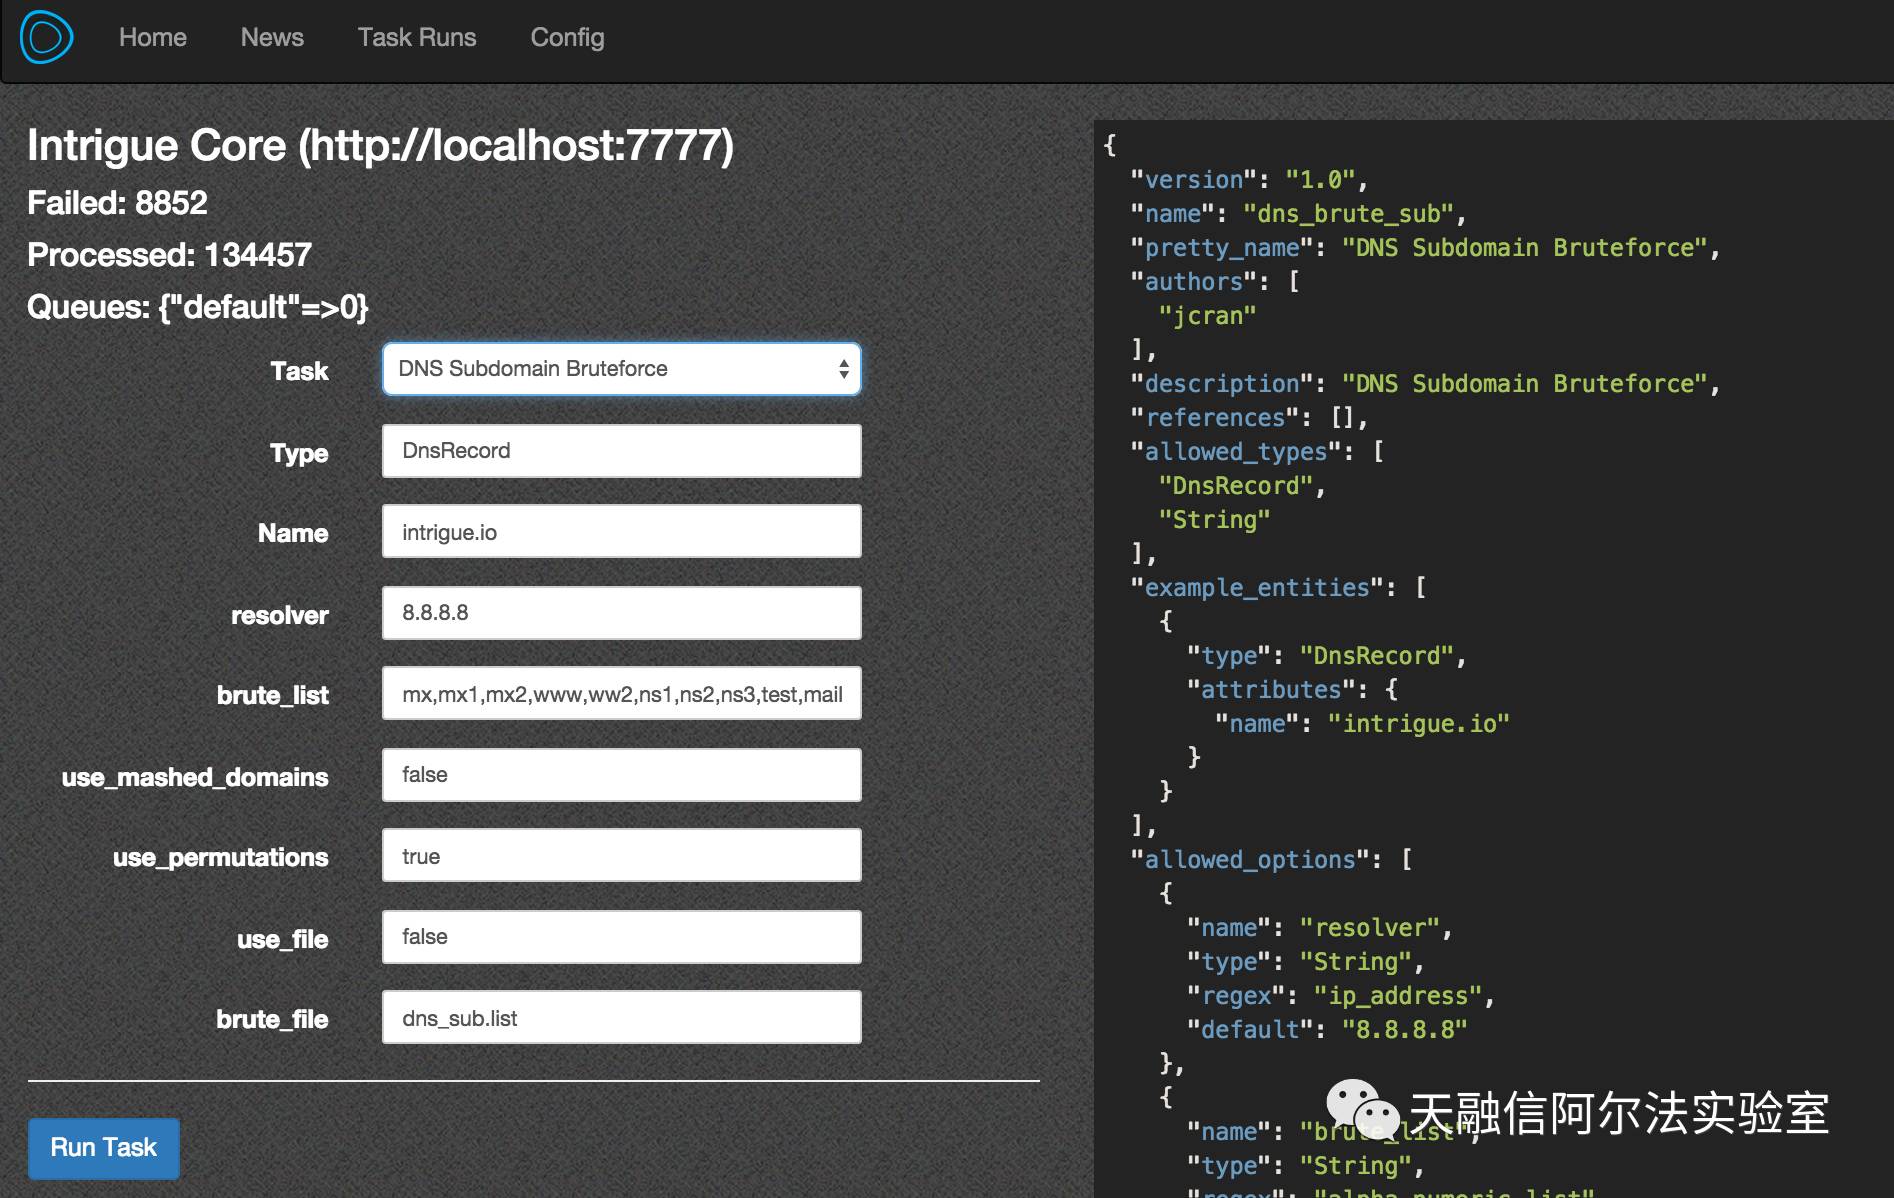 Home News Task Runs Config
Intrigue Core (http://localhost:7777)
Failed: 8852
Processed: 134457
Queues: {"default"=>0}
Task DNS Subdomain Bruteforce
Type DnsRecord
Name intrigue.io
resolver 8.8.8.8
brute_list mx,mx1,mx2,www,ww2,ns1,ns2,ns3,test,mail
use_mashed_domains false
use_permutations true
use_file false
brute_file dns_sub.list
Run Task
{
"version": "1.0",
"name": "dns_brute_sub",
"pretty_name": "DNS Subdomain Bruteforce",
"authors": [
"jcran"
],
"description": "DNS Subdomain Bruteforce",
"references": [],
"allowed_types": [
"DnsRecord",
"String"
],
"example_entities": [
{
"type": "DnsRecord",
"attributes": {
"name": "intrigue.io"
}
}
],
"allowed_options": [
{
"name": "resolver",
"type": "String",
"regex": "ip_address",
"default": "8.8.8.8"
},
{
"name": "brute_list",
"type": "String",
"regex": "alpha_numeric_list",
天融信阿尔法实验室